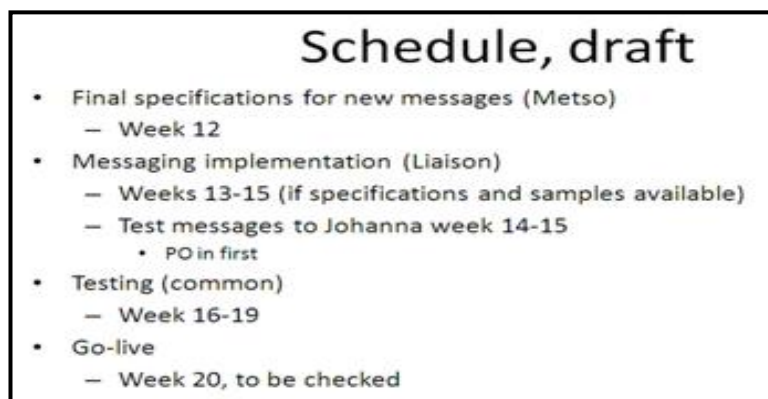 Schedule, draft
• Final specifications for new messages (Metso)
– Week 12
• Messaging implementation (Liaison)
– Weeks 13-15 (if specifications and samples available)
– Test messages to Johanna week 14-15
• PO in first
• Testing (common)
– Week 16-19
• Go-live
– Week 20, to be checked